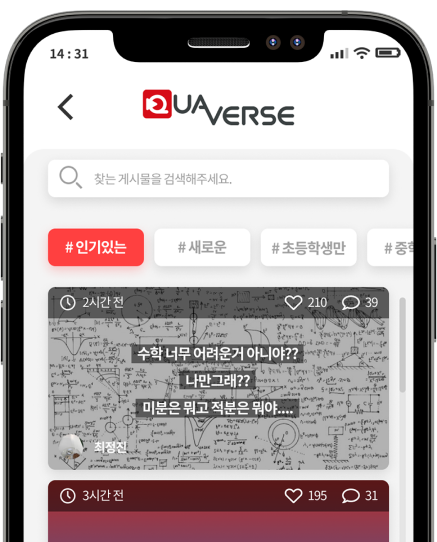 14:31
QUAVERSE
찾는 게시물을 검색해주세요.
#인기있는 #새로운 #초등학생만 #중
2시간 전 210 39
수학 너무 어려운거 아니야??
나만그래??
미분은 뭐고 적분은 뭐야....
최정진
3시간 전 195 31